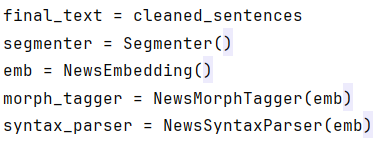 final_text = cleaned_sentences
segmenter = Segmenter()
emb = NewsEmbedding()
morph_tagger = NewsMorphTagger(emb)
syntax_parser = NewsSyntaxParser(emb)